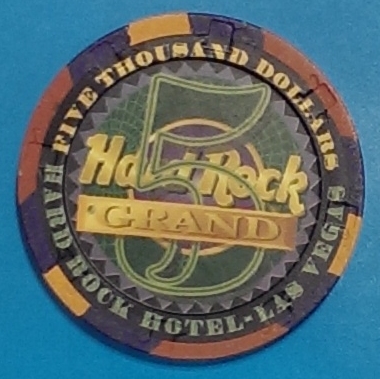 FIVE THOUSAND DOLLARS
5
Hard Rock
GRAND
HARD ROCK HOTEL-LAS VEGAS